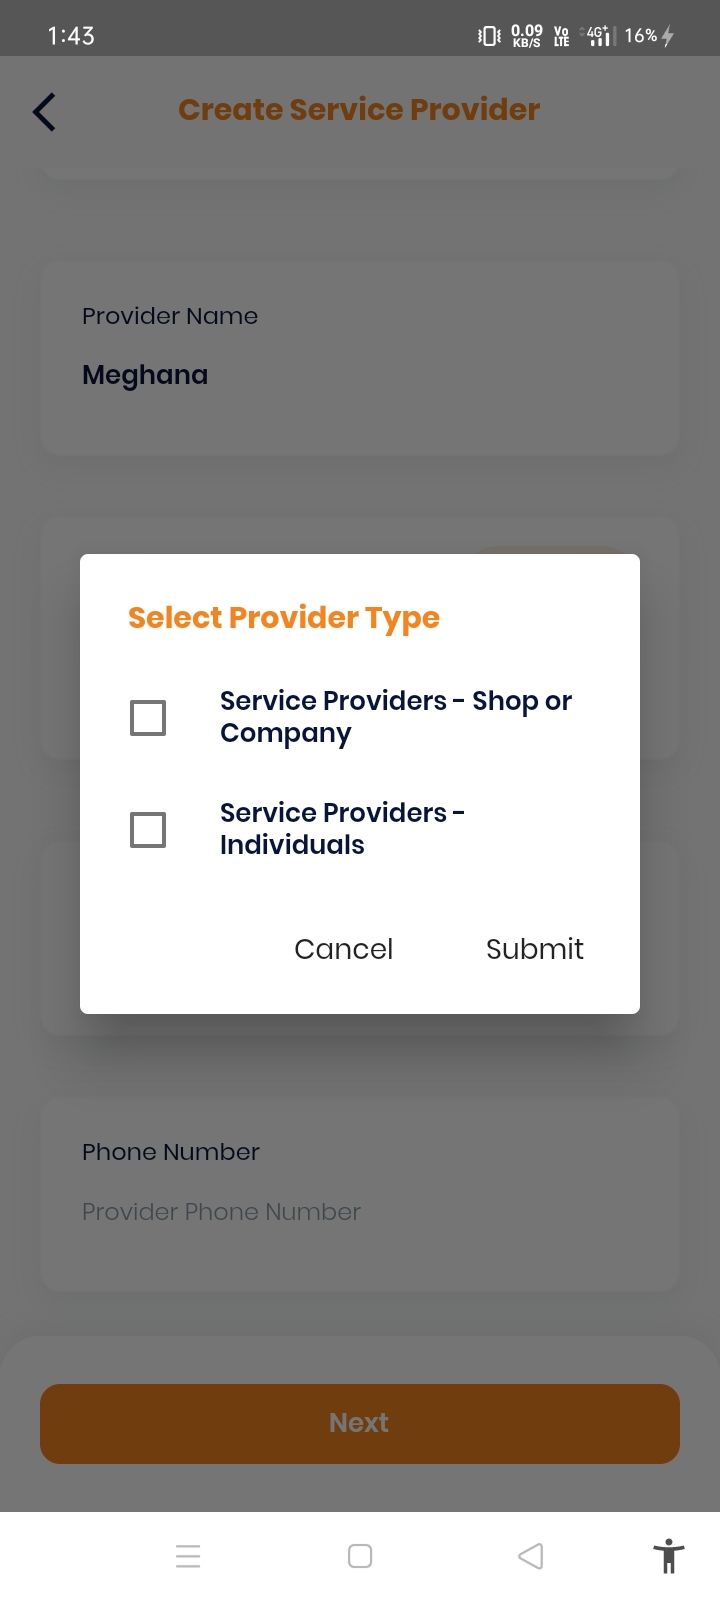 1:43
0.09
KB/S
Vo
LTE
4G+
16%
Create Service Provider
Provider Name
Meghana
Select Provider Type
Service Providers - Shop or
Company
Service Providers -
Individuals
Cancel
Submit
Phone Number
Provider Phone Number
Next